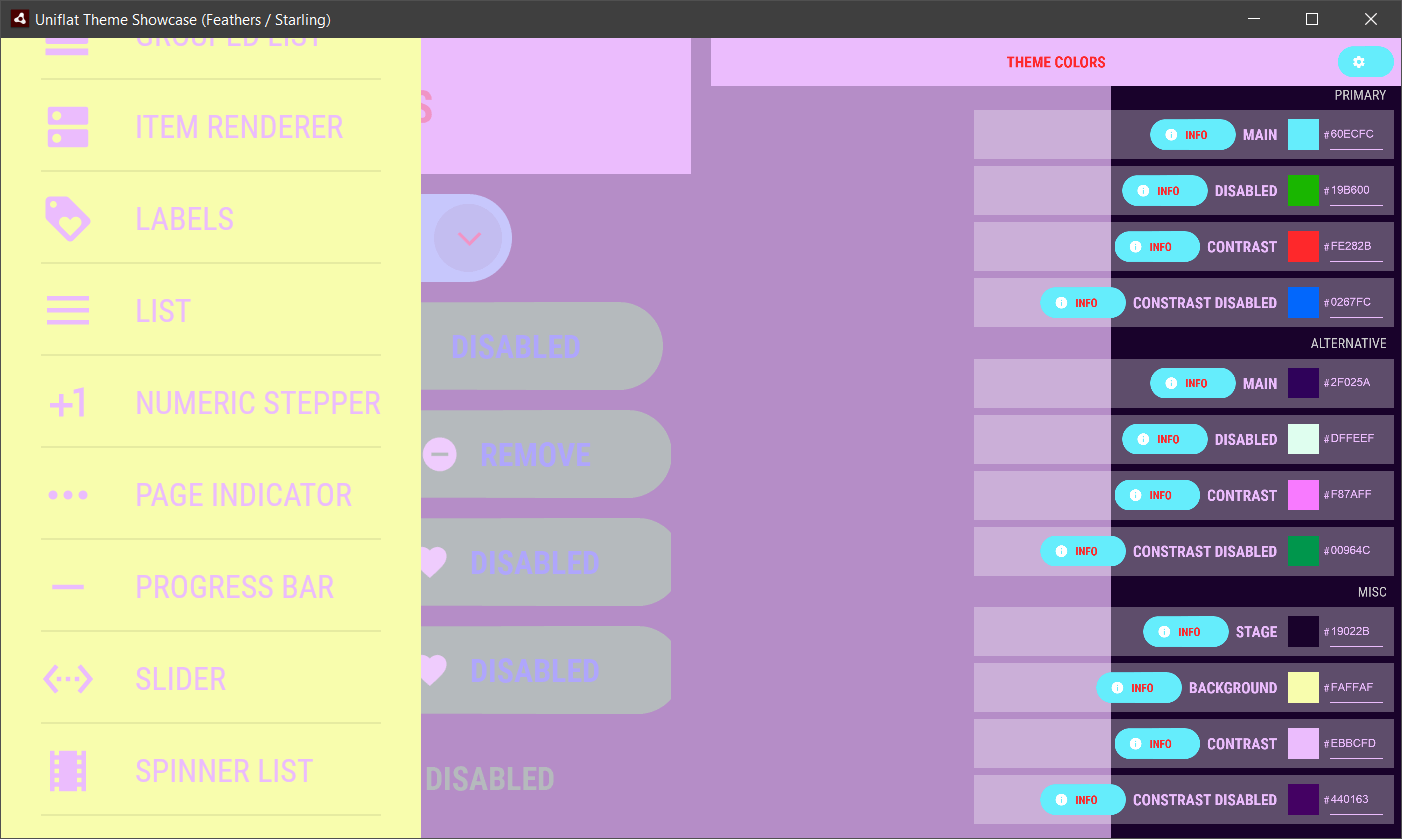 Uniflat Theme Showcase (Feathers / Starling)
GROUPED LIST
ITEM RENDERER
LABELS
LIST
+1 NUMERIC STEPPER
PAGE INDICATOR
PROGRESS BAR
SLIDER
SPINNER LIST
S
DISABLED
REMOVE
DISABLED
DISABLED
DISABLED
THEME COLORS
PRIMARY
INFO MAIN #60ECFC
INFO DISABLED #19B600
INFO CONTRAST #FE282B
INFO CONSTRAST DISABLED #0267FC
ALTERNATIVE
INFO MAIN #2F025A
INFO DISABLED #DFFEEF
INFO CONTRAST #F87AFF
INFO CONSTRAST DISABLED #00964C
MISC
INFO STAGE #19022B
INFO BACKGROUND #FAFFAF
INFO CONTRAST #EBBCFD
INFO CONSTRAST DISABLED #440163